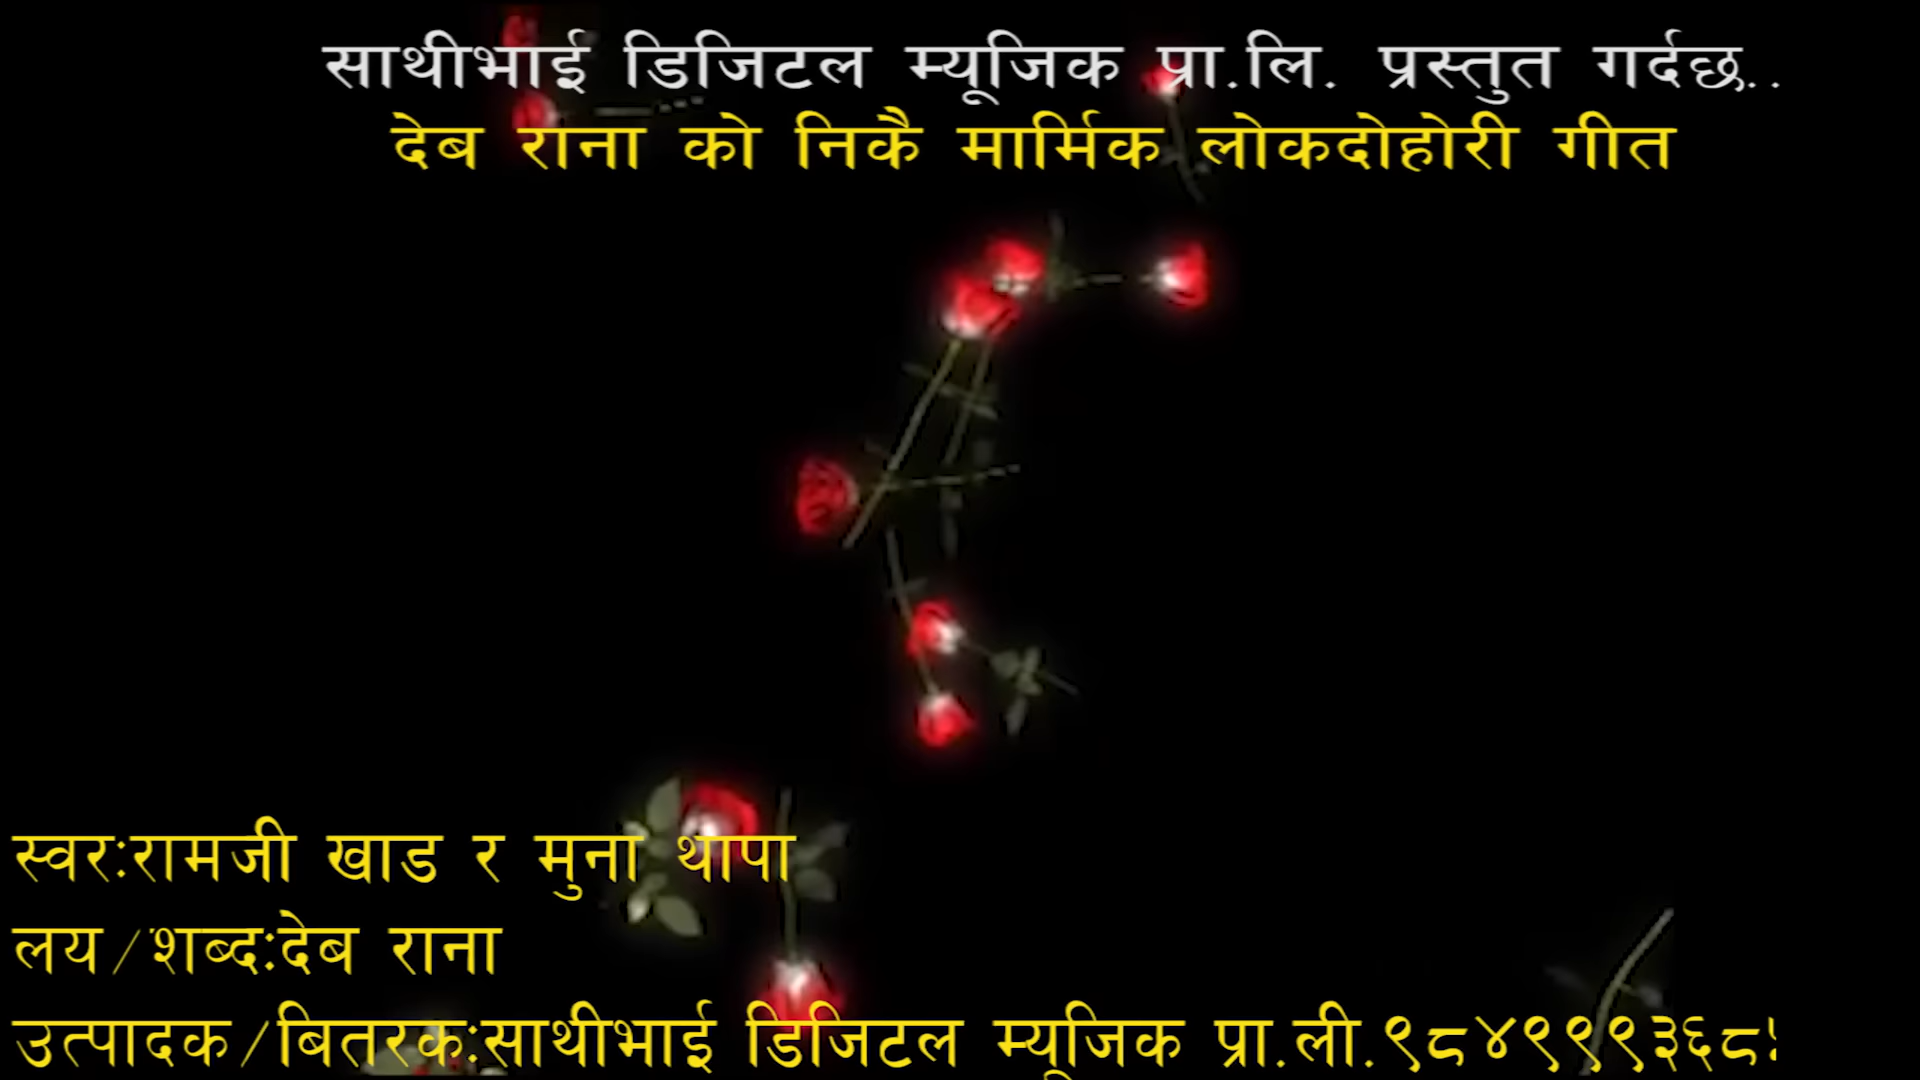 साथीभाई डिजिटल म्यूजिक प्रा.लि. प्रस्तुत गर्दछ..
देब राना को निकै मार्मिक लोकदोहोरी गीत
स्वर:रामजी खाड र मुना थापा
लय/शब्द:देब राना
उत्पादक/बितरक:साथीभाई डिजिटल म्यूजिक प्रा.ली.९८४९९९३६८